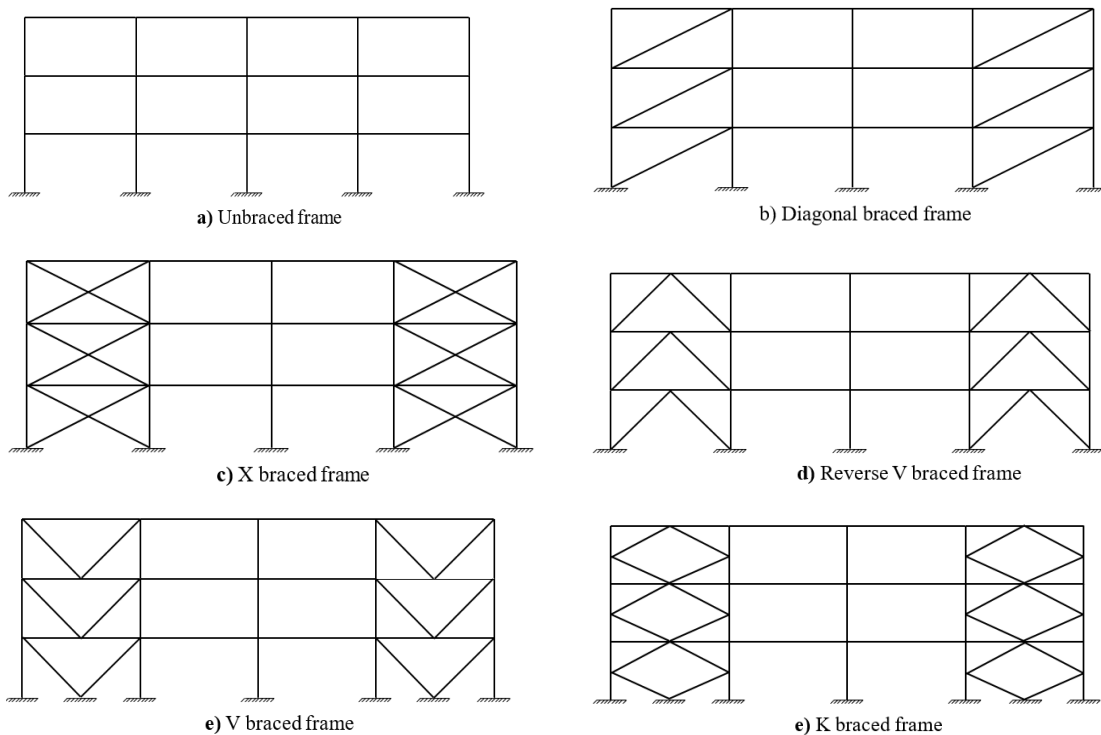 a) Unbraced frame
b) Diagonal braced frame
c) X braced frame
d) Reverse V braced frame
e) V braced frame
e) K braced frame